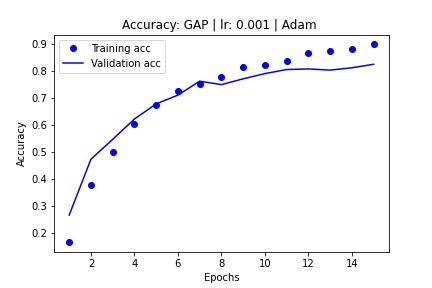 Accuracy: GAP | lr: 0.001 | Adam
Training acc
Validation acc
0.9
0.8
0.7
0.6
0.5
0.4
0.3
0.2
Accuracy
2 4 6 8 10 12 14
Epochs